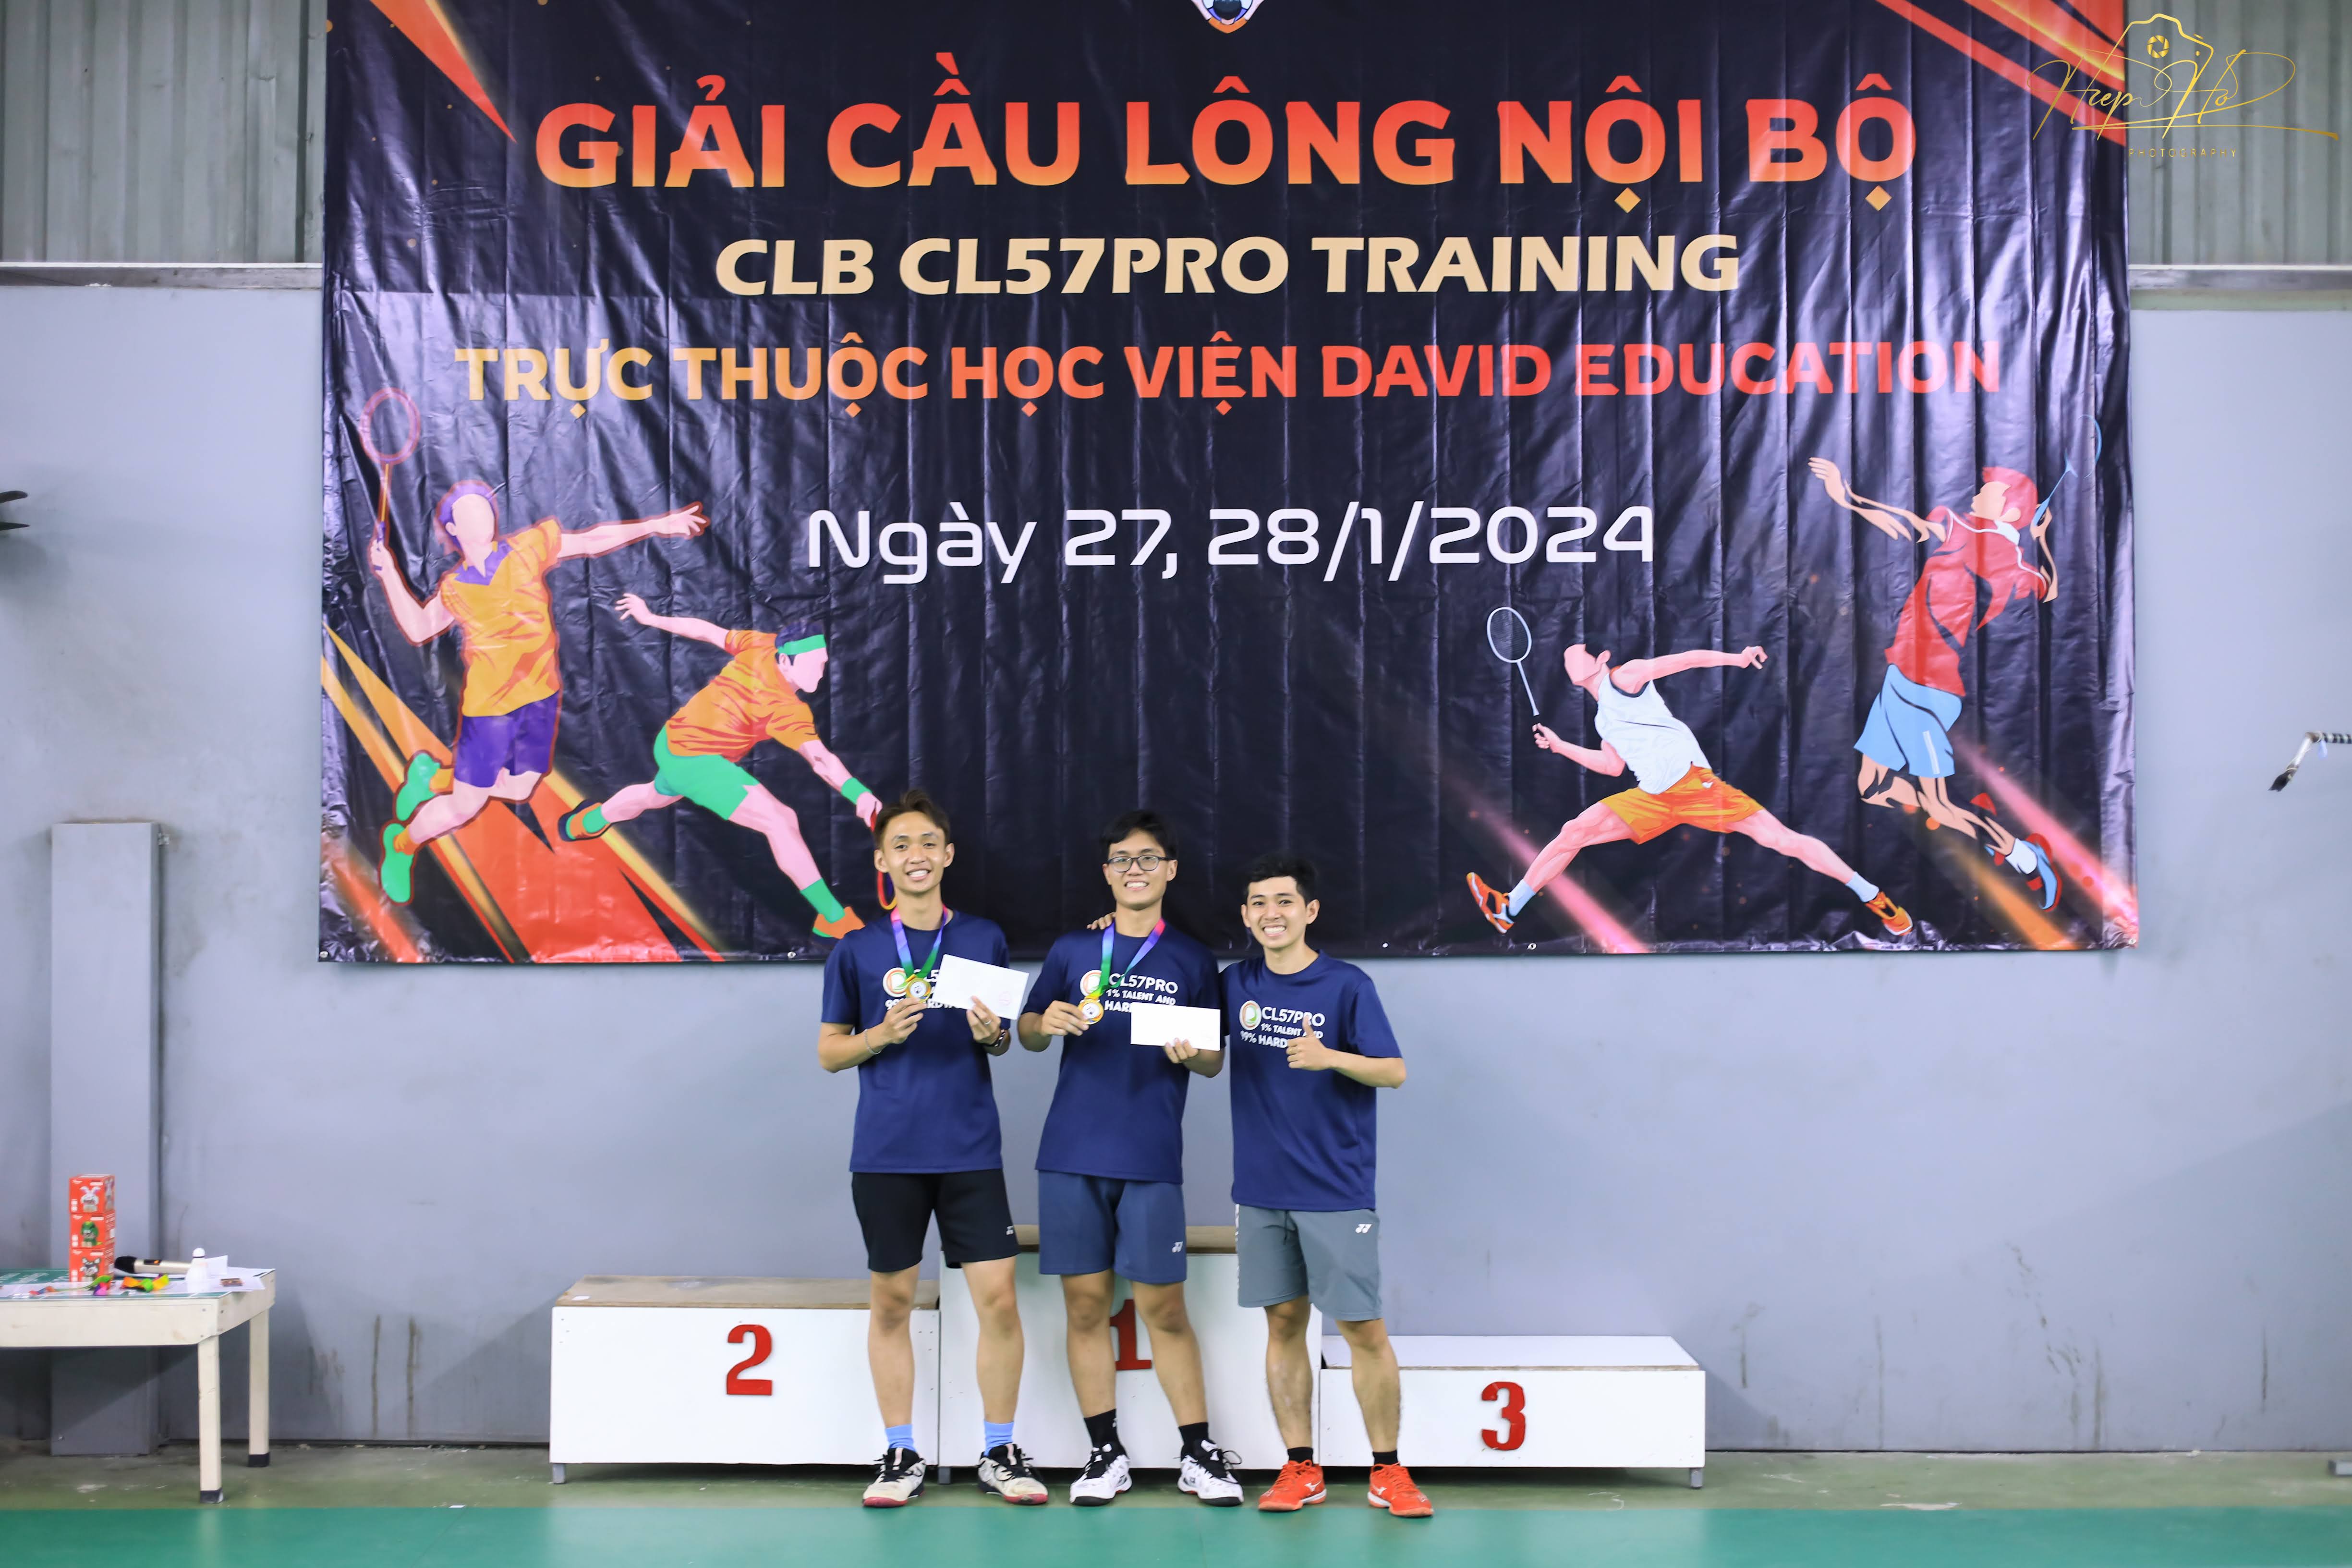 GIẢI CẦU LÔNG NỘI BỘ
CLB CL57PRO TRAINING
TRỰC THUỘC HỌC VIỆN DAVID EDUCATION
Ngày 27, 28/1/2024
PHOTOGRAPHY
CL57PRO
1% TALENT AND
CL57PRO
1% TALENT AND
99% HARD
2
1
3